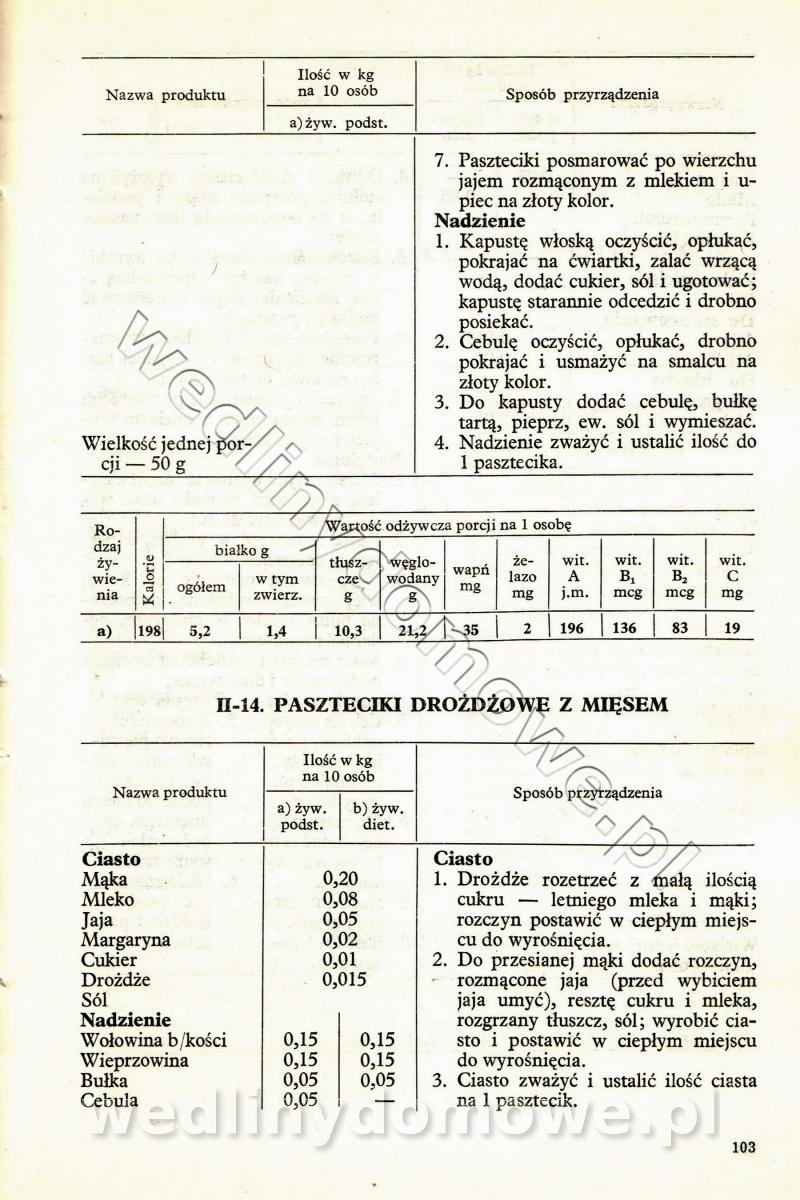 Nazwa produktu
Ilość w kg
na 10 osób
a) żyw. podst.
Sposób przyrządzenia
7. Paszteciki posmarować po wierzchu
jajem rozmąconym z mlekiem i u-
piec na złoty kolor.
Nadzienie
1. Kapustę włoską oczyścić, opłukać,
pokrajać na ćwiartki, zalać wrzącą
wodą, dodać cukier, sól i ugotować;
kapustę starannie odcedzić i drobno
posiekać.
2. Cebulę oczyścić, opłukać, drobno
pokrajać i usmażyć na smalcu na
złoty kolor.
3. Do kapusty dodać cebulę, bułkę
tartą, pieprz, ew. sól i wymieszać.
4. Nadzienie zważyć i ustalić ilość do
1 pasztecika.
Wielkość jednej por-
cji — 50 g
Ro-
dzaj
ży-
wie-
nia
Kalorie
Wartość odżywcza porcji na 1 osobę
białko g
ogółem
w tym
zwierz.
tłusz-
cze
g
węglo-
wodany
g
wapń
mg
że-
lazo
mg
wit.
A
j.m.
wit.
B₁
mcg
wit.
B₂
mcg
wit.
C
mg
a) 198 5,2 1,4 10,3 21,2 35 2 196 136 83 19
II-14. PASZTECIKI DROŻDŻOWE Z MIĘSEM
Nazwa produktu
Ilość w kg
na 10 osób
a) żyw.
podst.
b) żyw.
diet.
Sposób przyrządzenia
Ciasto
Mąka 0,20
Mleko 0,08
Jaja 0,05
Margaryna 0,02
Cukier 0,01
Drożdże 0,015
Sól
Nadzienie
Wołowina b/kości 0,15 0,15
Wieprzowina 0,15 0,15
Bułka 0,05 0,05
Cebula 0,05 —
Ciasto
1. Drożdże rozetrzeć z małą ilością
cukru — letniego mleka i mąki;
rozczyn postawić w ciepłym miejs-
cu do wyrośnięcia.
2. Do przesianej mąki dodać rozczyn,
rozmącone jaja (przed wybiciem
jaja umyć), resztę cukru i mleka,
rozgrzany tłuszcz, sól; wyrobić cia-
sto i postawić w ciepłym miejscu
do wyrośnięcia.
3. Ciasto zważyć i ustalić ilość ciasta
na 1 pasztecik.
103
wedlinydomowe.pl
wedlinydomowe.pl